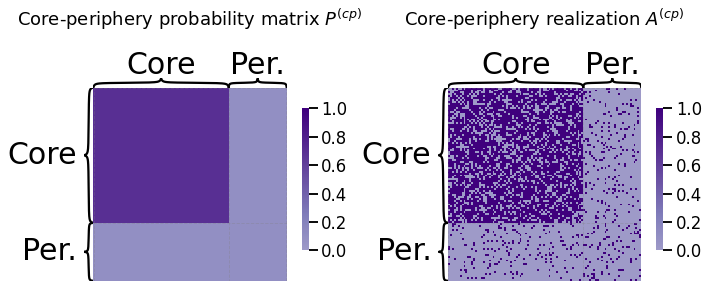 Core-periphery probability matrix P^(cp)
Core Per.
Core
Per.
1.0
0.8
0.6
0.4
0.2
0.0
Core-periphery realization A^(cp)
Core Per.
Core
Per.
1.0
0.8
0.6
0.4
0.2
0.0